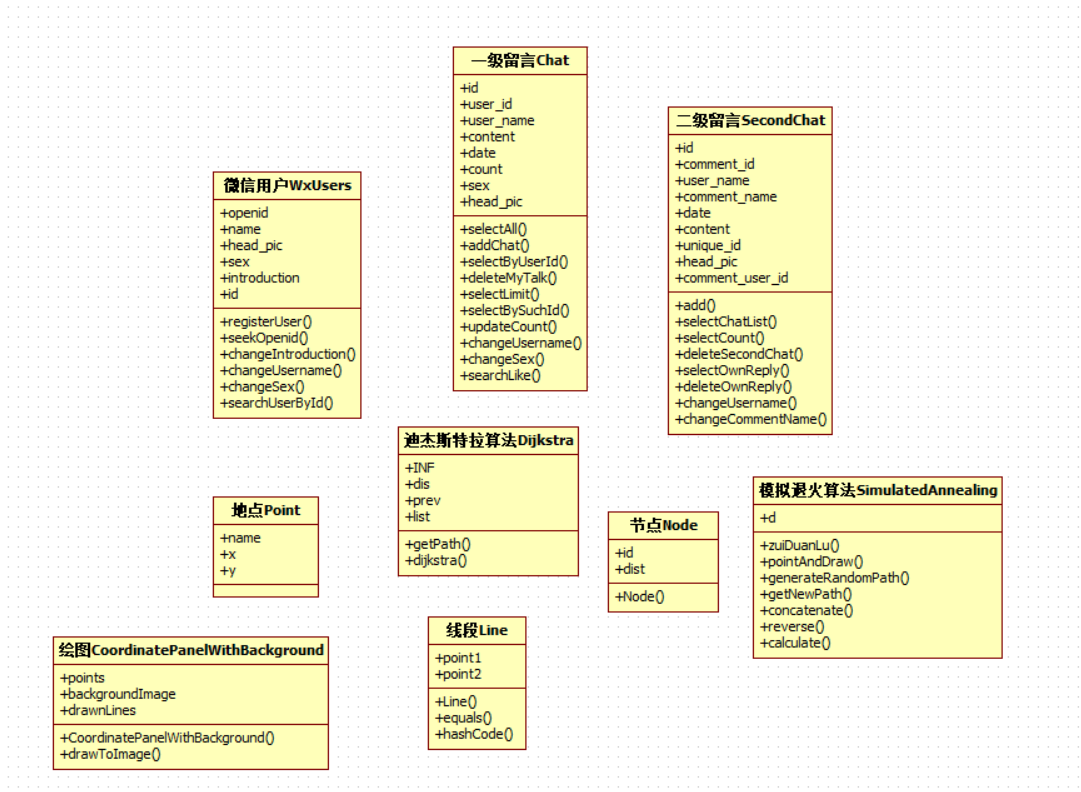 一级留言Chat
+id
+user_id
+user_name
+content
+date
+count
+sex
+head_pic
+selectAll()
+addChat()
+selectByUserId()
+deleteMyTalk()
+selectLimit()
+selectBySuchId()
+updateCount()
+changeUsername()
+changeSex()
+searchLike()
二级留言SecondChat
+id
+comment_id
+user_name
+comment_name
+date
+content
+unique_id
+head_pic
+comment_user_id
+add()
+selectChatList()
+selectCount()
+deleteSecondChat()
+selectOwnReply()
+deleteOwnReply()
+changeUsername()
+changeCommentName()
微信用户WxUsers
+openid
+name
+head_pic
+sex
+introduction
+id
+registerUser()
+seekOpenid()
+changeIntroduction()
+changeUsername()
+changeSex()
+searchUserById()
迪杰斯特拉算法Dijkstra
+INF
+dis
+prev
+list
+getPath()
+dijkstra()
模拟退火算法SimulatedAnnealing
+d
+zuiDuanLu()
+pointAndDraw()
+generateRandomPath()
+getNewPath()
+concatenate()
+reverse()
+calculate()
地点Point
+name
+x
+y
节点Node
+id
+dist
+Node()
线段Line
+point1
+point2
+Line()
+equals()
+hashCode()
绘图CoordinatePanelWithBackground
+points
+backgroundImage
+drawnLines
+CoordinatePanelWithBackground()
+drawToImage()